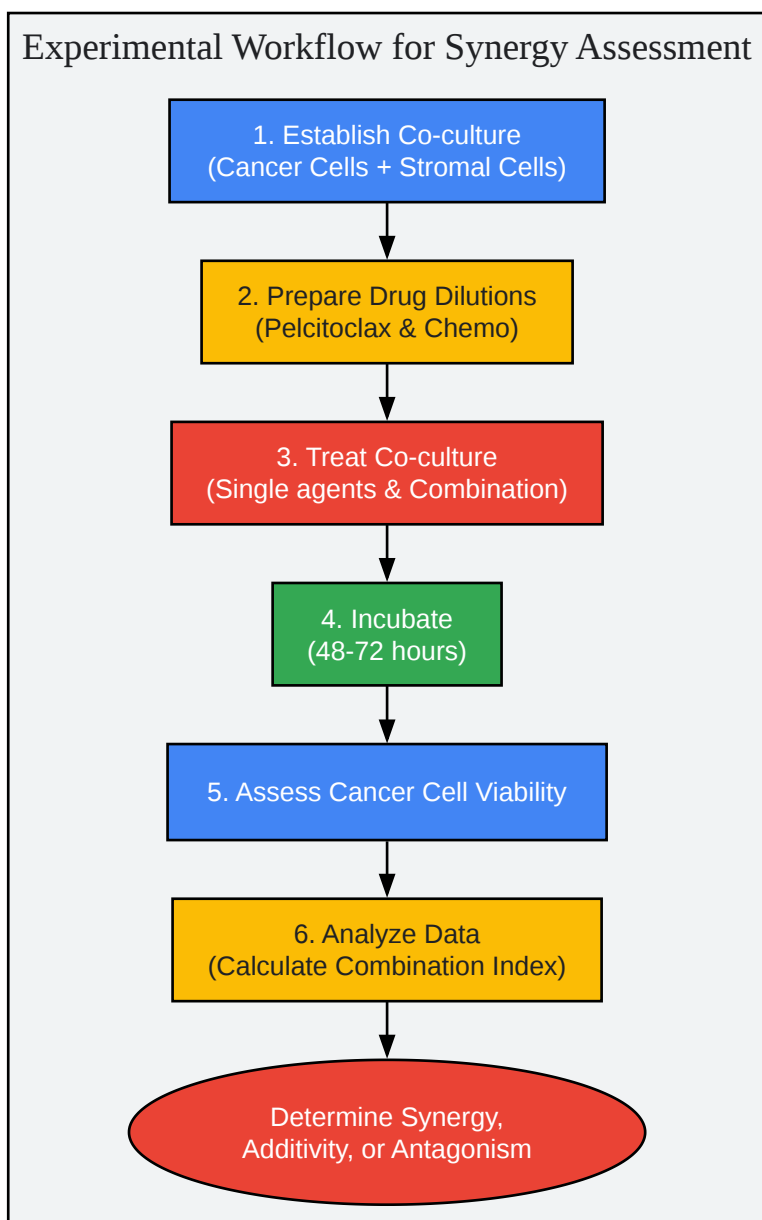 Experimental Workflow for Synergy Assessment
1. Establish Co-culture
(Cancer Cells + Stromal Cells)
2. Prepare Drug Dilutions
(Pelcitoclax & Chemo)
3. Treat Co-culture
(Single agents & Combination)
4. Incubate
(48-72 hours)
5. Assess Cancer Cell Viability
6. Analyze Data
(Calculate Combination Index)
Determine Synergy,
Additivity, or Antagonism